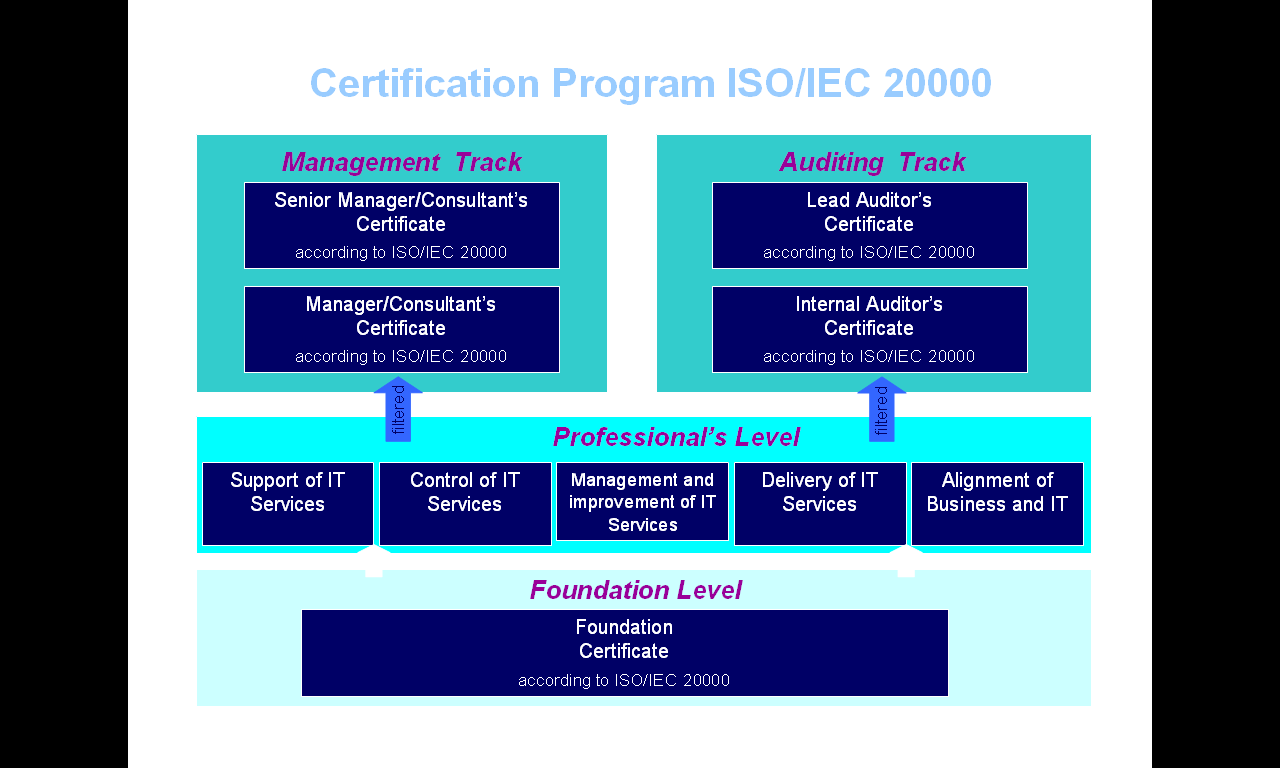 Certification Program ISO/IEC 20000
Management Track
Senior Manager/Consultant's
Certificate
according to ISO/IEC 20000
Manager/Consultant's
Certificate
according to ISO/IEC 20000
filtered
Auditing Track
Lead Auditor's
Certificate
according to ISO/IEC 20000
Internal Auditor's
Certificate
according to ISO/IEC 20000
filtered
Professional's Level
Support of IT
Services
Control of IT
Services
Management and
improvement of IT
Services
Delivery of IT
Services
Alignment of
Business and IT
Foundation Level
Foundation
Certificate
according to ISO/IEC 20000